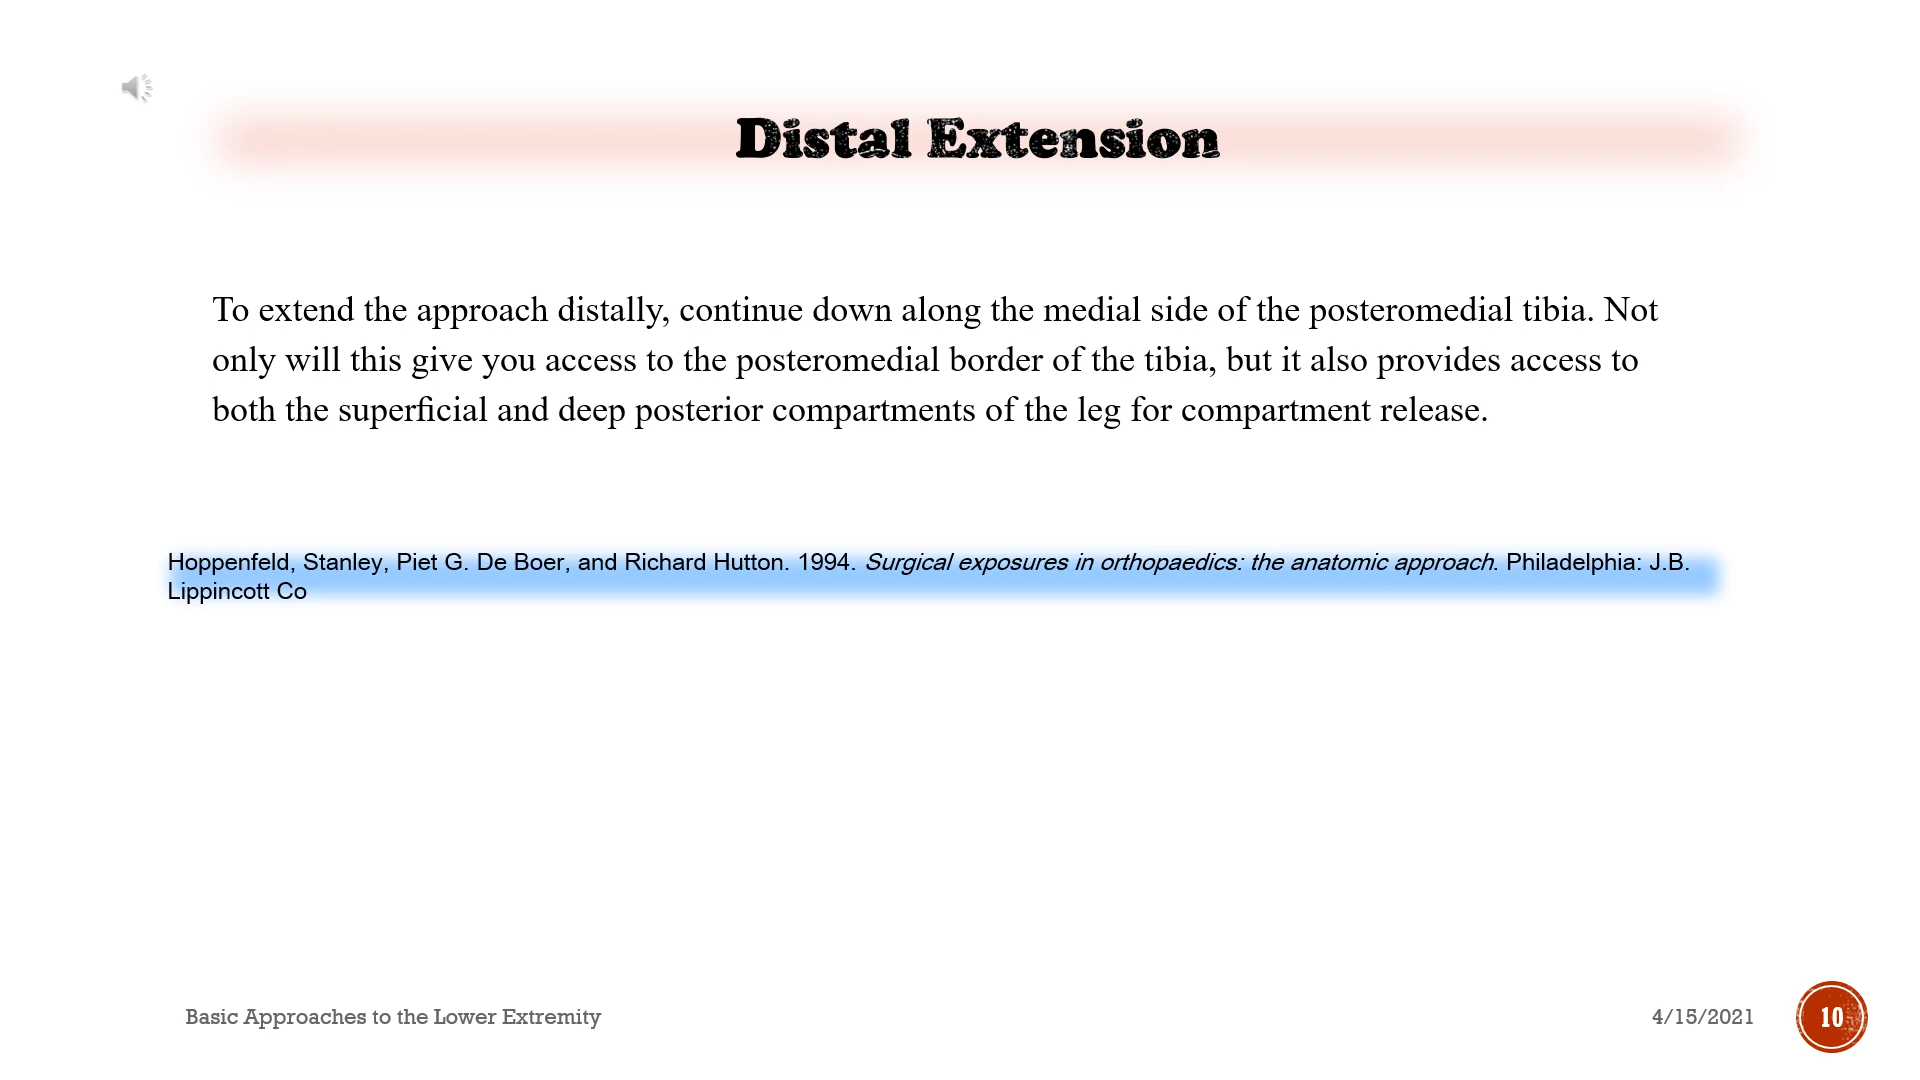 Distal Extension
To extend the approach distally, continue down along the medial side of the posteromedial tibia. Not
only will this give you access to the posteromedial border of the tibia, but it also provides access to
both the superficial and deep posterior compartments of the leg for compartment release.
Hoppenfeld, Stanley, Piet G. De Boer, and Richard Hutton. 1994. Surgical exposures in orthopaedics: the anatomic approach. Philadelphia: J.B.
Lippincott Co
Basic Approaches to the Lower Extremity
4/15/2021
10